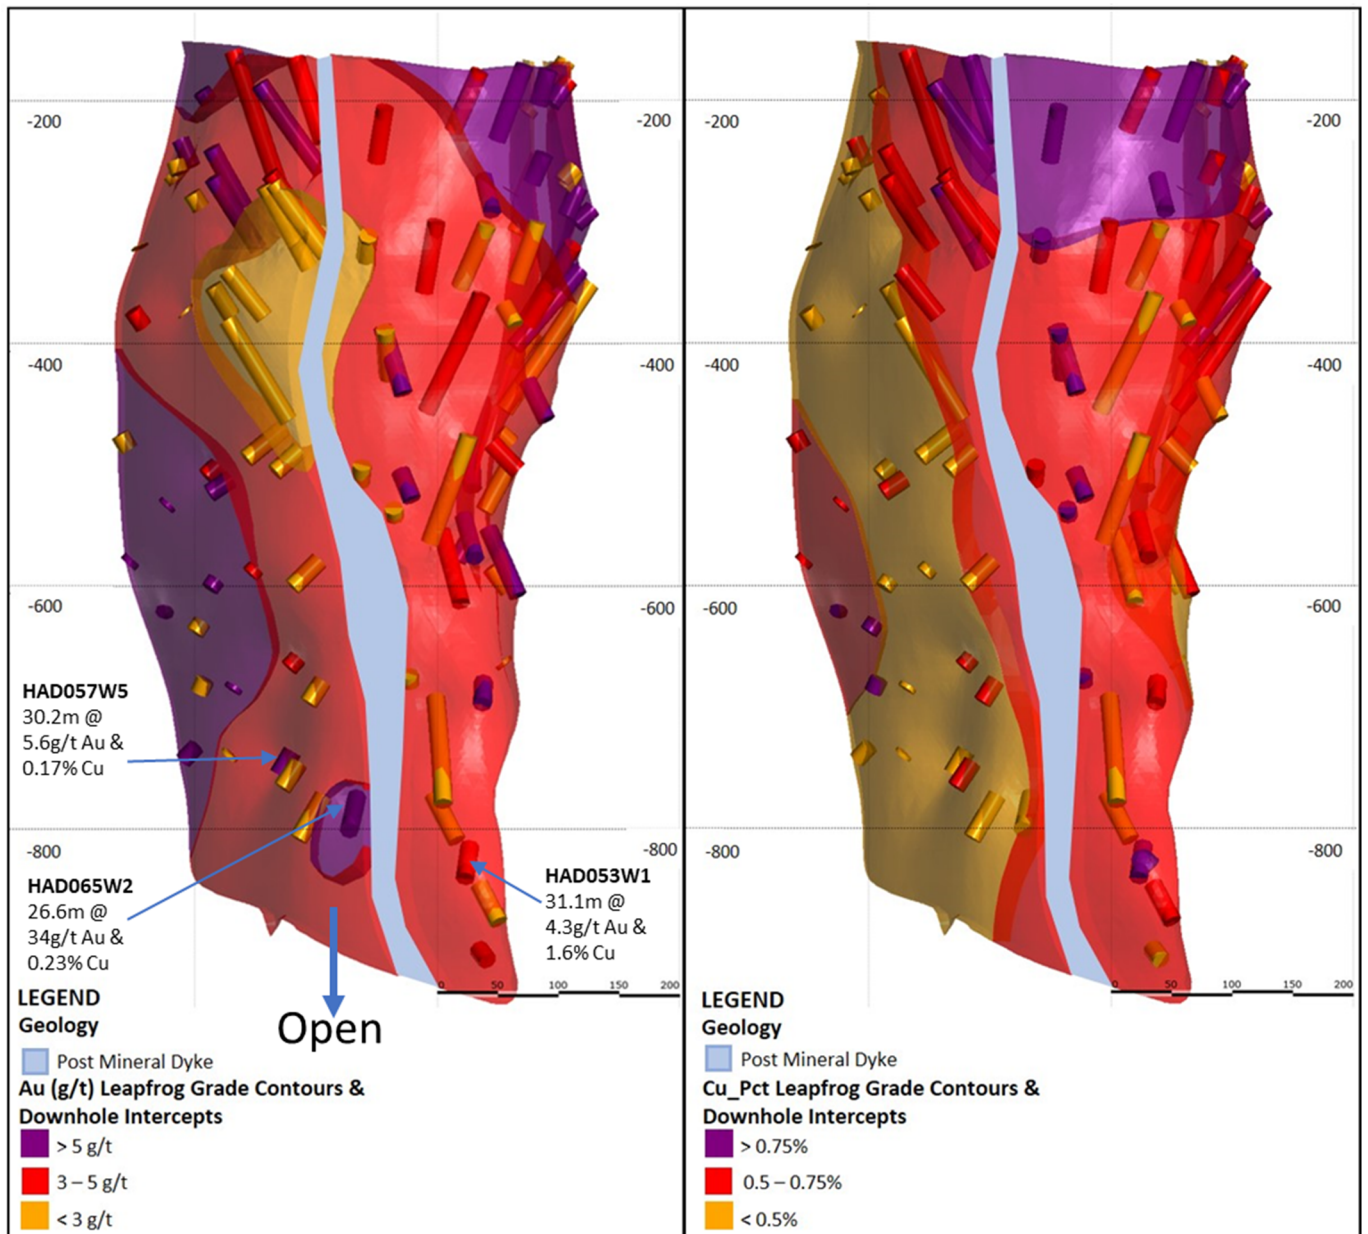 -200
-200
-400
-400
-600
-600
-800
-800
HAD057W5
30.2m @
5.6g/t Au &
0.17% Cu
HAD065W2
26.6m @
34g/t Au &
0.23% Cu
HAD053W1
31.1m @
4.3g/t Au &
1.6% Cu
Open
0 50 100 150 200
LEGEND
Geology
Post Mineral Dyke
Au (g/t) Leapfrog Grade Contours &
Downhole Intercepts
> 5 g/t
3 – 5 g/t
< 3 g/t
-200
-200
-400
-400
-600
-600
-800
-800
0 50 100 150 200
LEGEND
Geology
Post Mineral Dyke
Cu_Pct Leapfrog Grade Contours &
Downhole Intercepts
> 0.75%
0.5 – 0.75%
< 0.5%